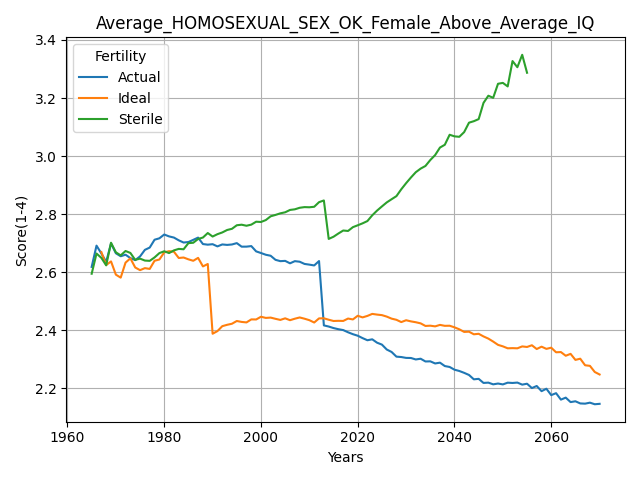 Average_HOMOSEXUAL_SEX_OK_Female_Above_Average_IQ
Fertility
Actual
Ideal
Sterile
Score(1-4)
3.4
3.2
3.0
2.8
2.6
2.4
2.2
1960 1980 2000 2020 2040 2060
Years